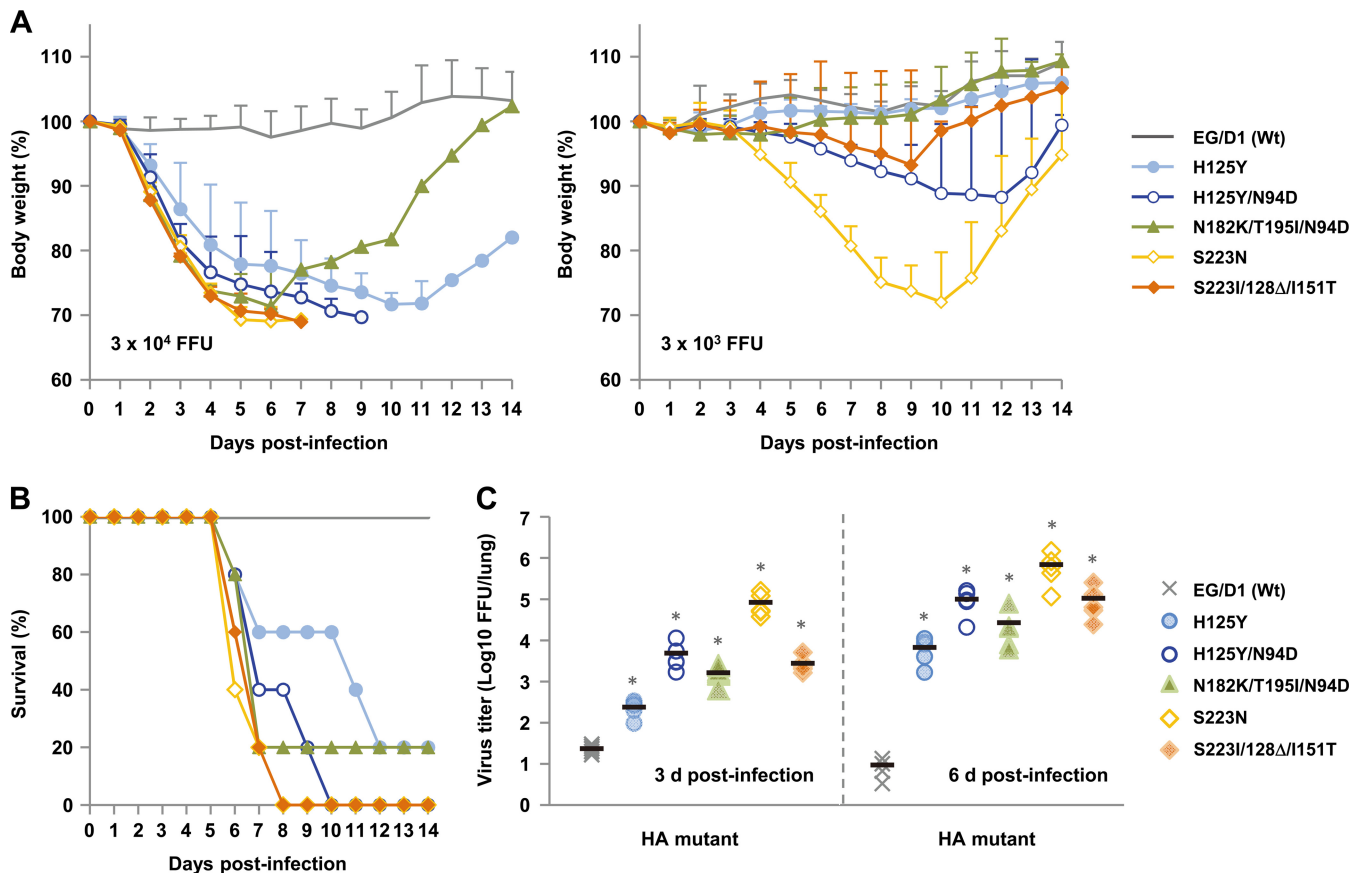 A
Body weight (%)
110
100
90
80
70
60
3 x 10⁴ FFU
0 1 2 3 4 5 6 7 8 9 10 11 12 13 14
Days post-infection
Body weight (%)
110
100
90
80
70
60
3 x 10³ FFU
0 1 2 3 4 5 6 7 8 9 10 11 12 13 14
Days post-infection
EG/D1 (Wt)
H125Y
H125Y/N94D
N182K/T195I/N94D
S223N
S223I/128Δ/I151T
B
Survival (%)
100
80
60
40
20
0
0 1 2 3 4 5 6 7 8 9 10 11 12 13 14
Days post-infection
C
Virus titer (Log10 FFU/lung)
7
6
5
4
3
2
1
0
* * * * *
3 d post-infection
HA mutant
* * * * *
6 d post-infection
HA mutant
EG/D1 (Wt)
H125Y
H125Y/N94D
N182K/T195I/N94D
S223N
S223I/128Δ/I151T